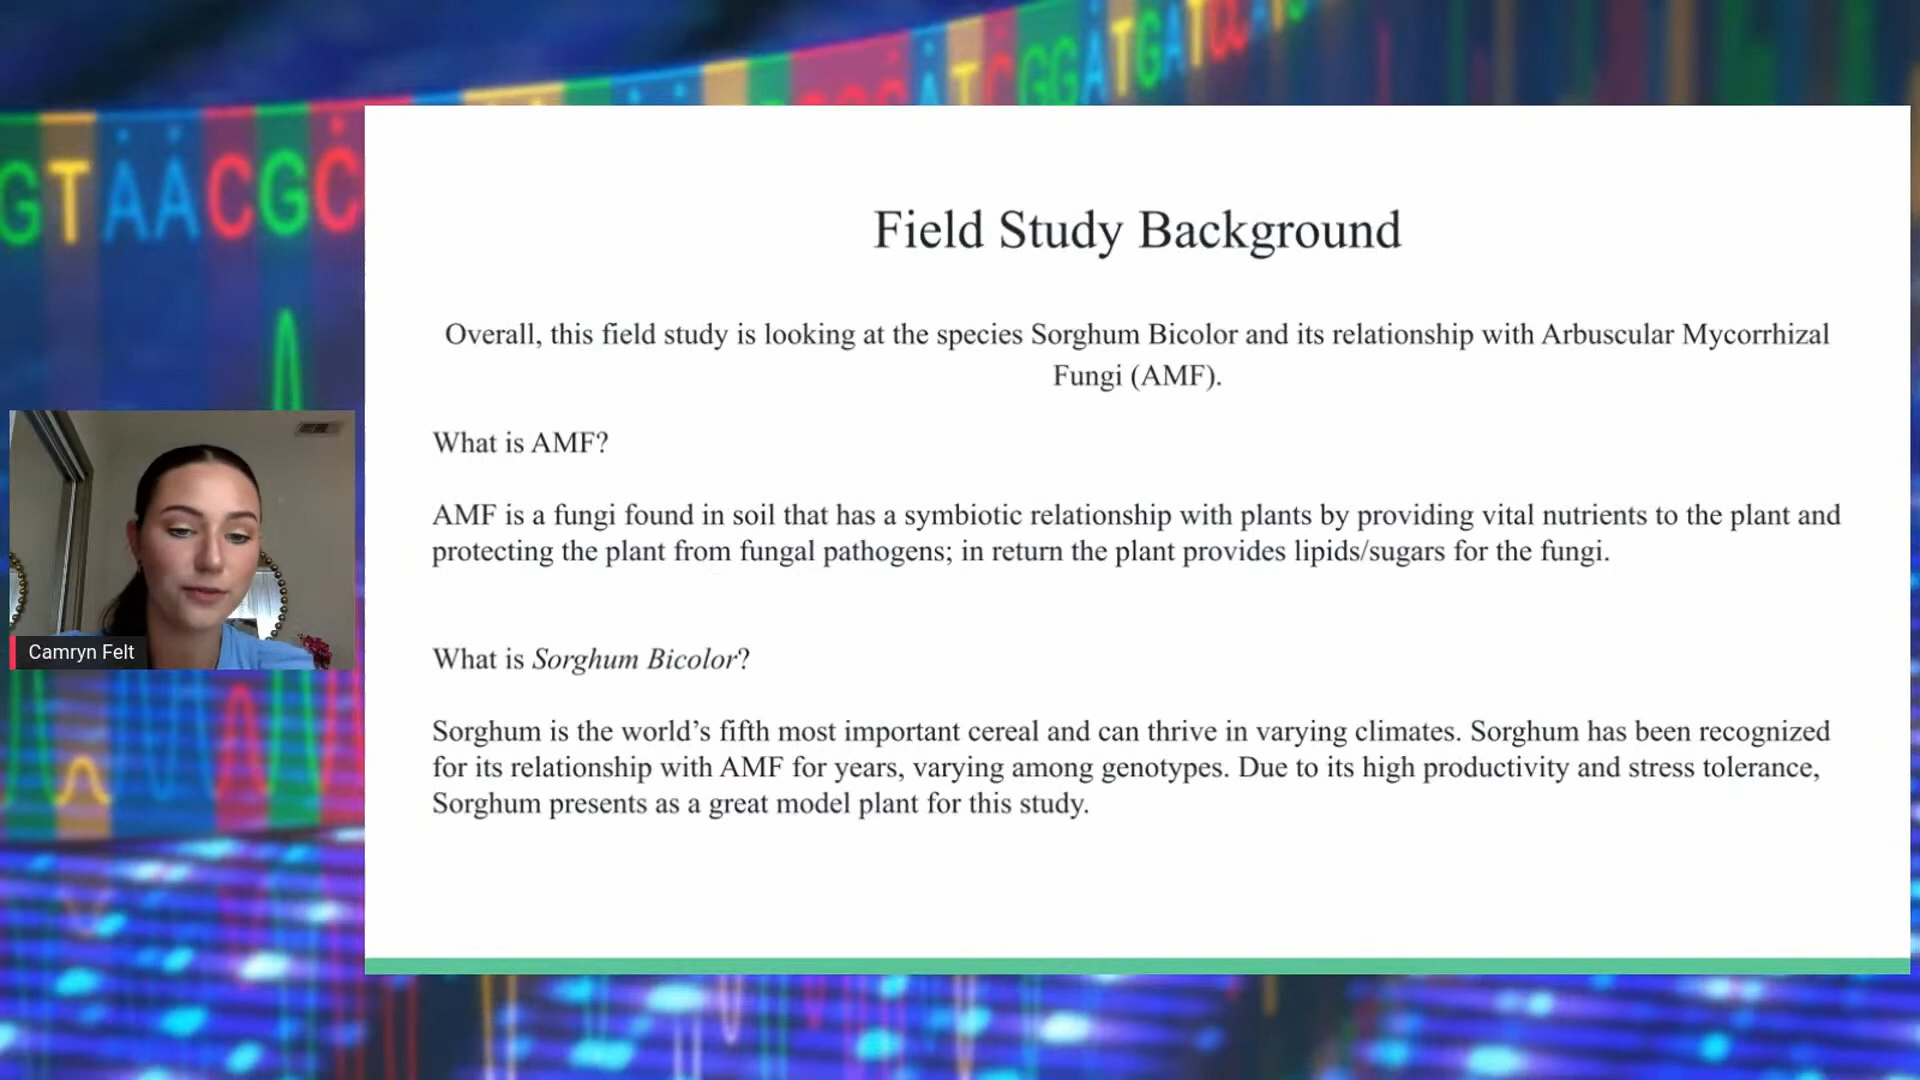 GTAACGC
ATCGGATGAT
Field Study Background
Overall, this field study is looking at the species Sorghum Bicolor and its relationship with Arbuscular Mycorrhizal
Fungi (AMF).
What is AMF?
AMF is a fungi found in soil that has a symbiotic relationship with plants by providing vital nutrients to the plant and
protecting the plant from fungal pathogens; in return the plant provides lipids/sugars for the fungi.
Camryn Felt
What is Sorghum Bicolor?
Sorghum is the world’s fifth most important cereal and can thrive in varying climates. Sorghum has been recognized
for its relationship with AMF for years, varying among genotypes. Due to its high productivity and stress tolerance,
Sorghum presents as a great model plant for this study.